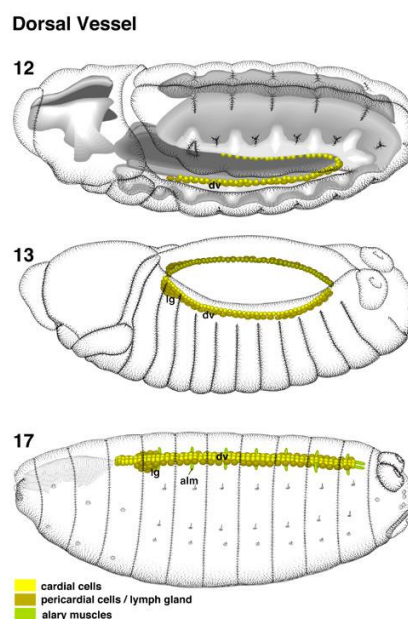 Dorsal Vessel
12
dv
13
lg
dv
17
dv
lg
alm
cardial cells
pericardial cells / lymph gland
alary muscles